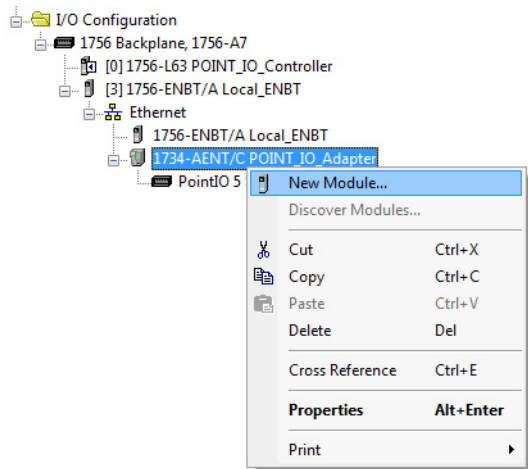 I/O Configuration
1756 Backplane, 1756-A7
[0] 1756-L63 POINT_IO_Controller
[3] 1756-ENBT/A Local_ENBT
Ethernet
1756-ENBT/A Local_ENBT
1734-AENT/C POINT_IO_Adapter
PointIO 5
New Module...
Discover Modules...
Cut Ctrl+X
Copy Ctrl+C
Paste Ctrl+V
Delete Del
Cross Reference Ctrl+E
Properties Alt+Enter
Print